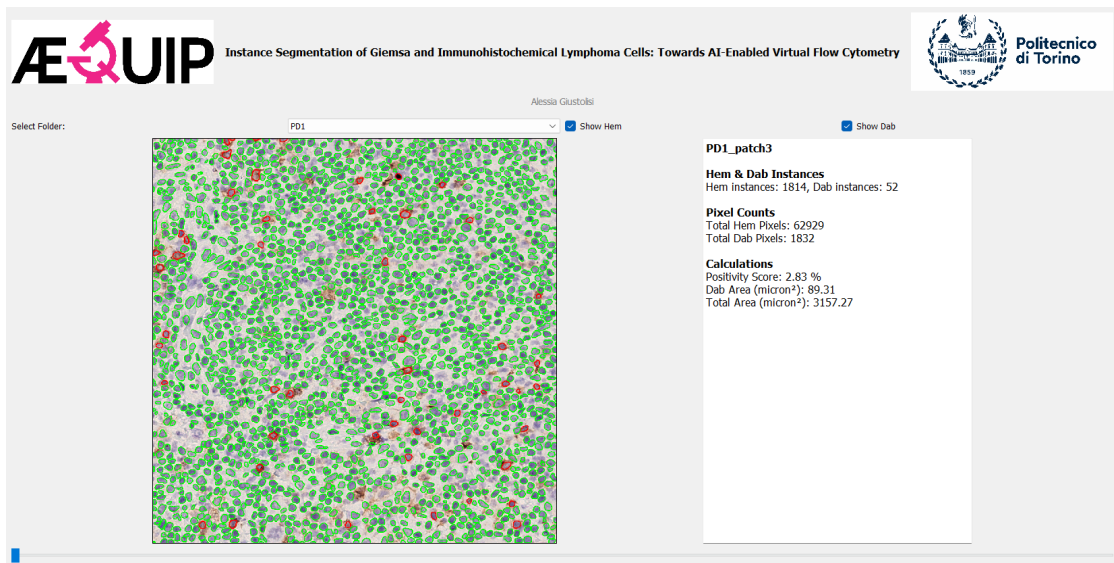 ÆQUIP
Instance Segmentation of Giemsa and Immunohistochemical Lymphoma Cells: Towards AI-Enabled Virtual Flow Cytometry
1859
Politecnico
di Torino
Alessia Giustolisi
Select Folder:
PD1
Show Hem
Show Dab
PD1_patch3
Hem & Dab Instances
Hem instances: 1814, Dab instances: 52
Pixel Counts
Total Hem Pixels: 62929
Total Dab Pixels: 1832
Calculations
Positivity Score: 2.83 %
Dab Area (micron²): 89.31
Total Area (micron²): 3157.27